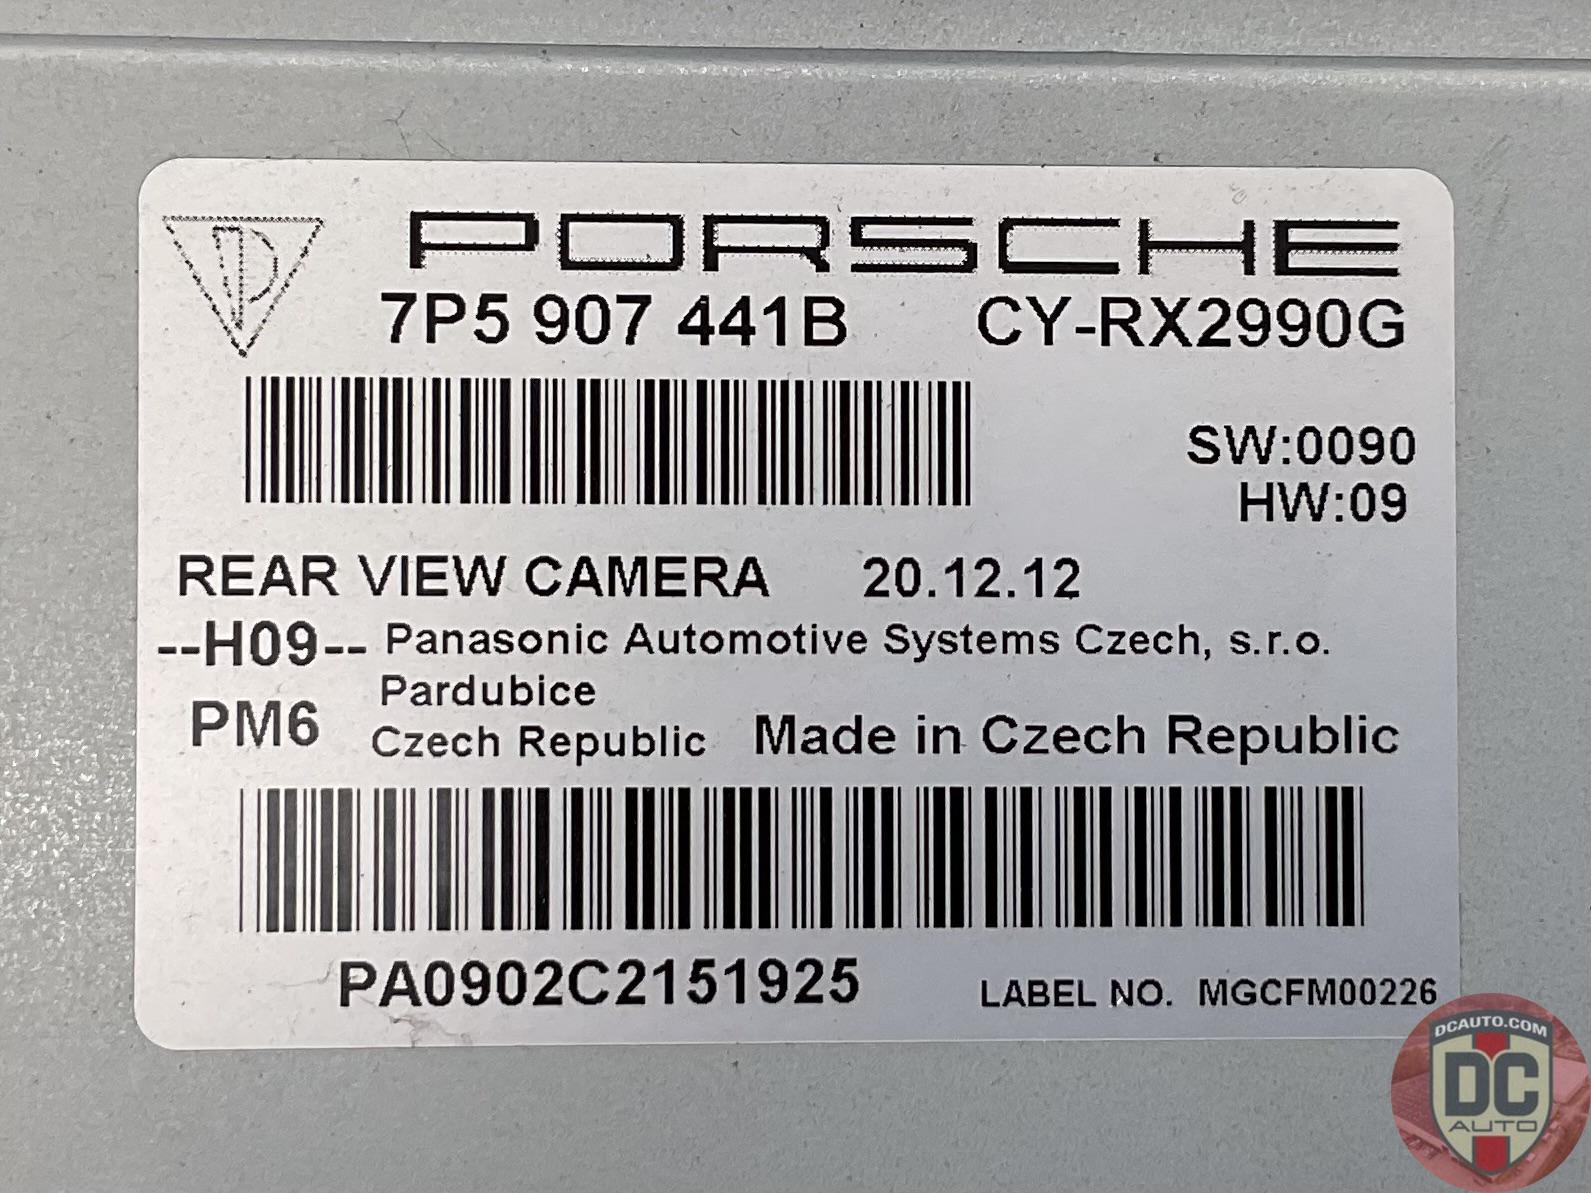 PORSCHE
7P5 907 441B CY-RX2990G
SW:0090
HW:09
REAR VIEW CAMERA 20.12.12
--H09-- Panasonic Automotive Systems Czech, s.r.o.
Pardubice
PM6 Czech Republic Made in Czech Republic
PA0902C2151925 LABEL NO. MGCFM00226
DCAUTO.COM
DC
AUTO